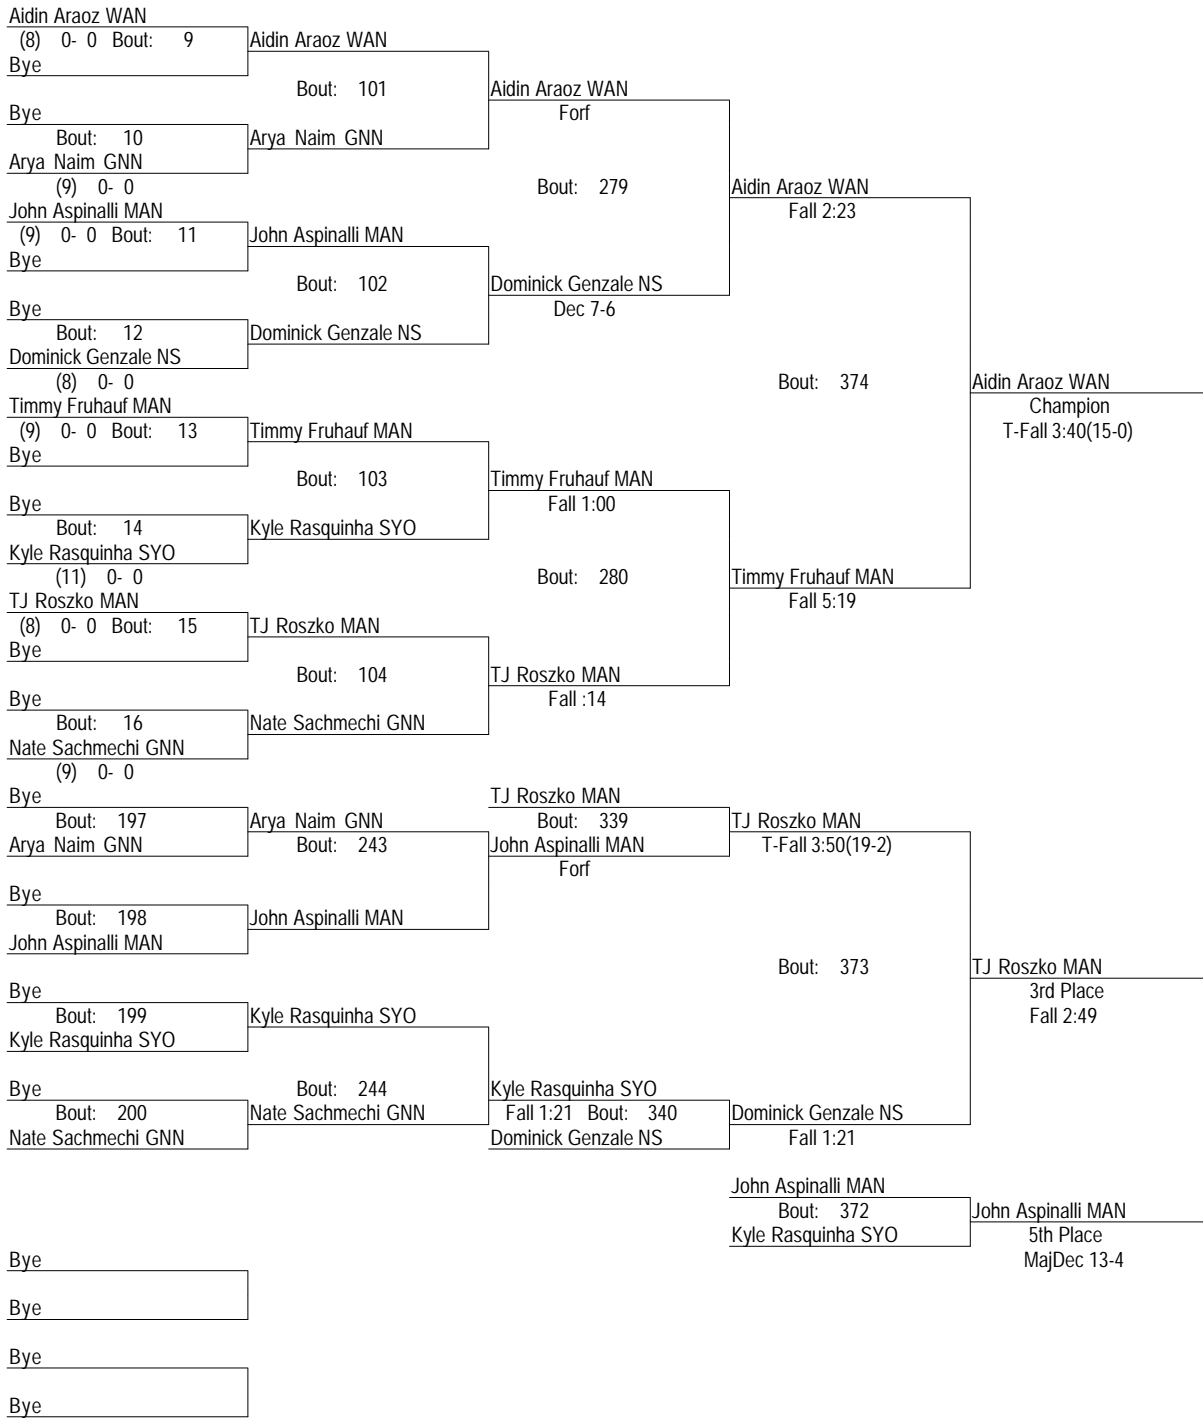 Aidin Araoz WAN
(8) 0- 0 Bout: 9
Bye
Bye
Bout: 10
Arya Naim GNN
(9) 0- 0
John Aspinalli MAN
(9) 0- 0 Bout: 11
Bye
Bye
Bout: 12
Dominick Genzale NS
(8) 0- 0
Timmy Fruhauf MAN
(9) 0- 0 Bout: 13
Bye
Bye
Bout: 14
Kyle Rasquinha SYO
(11) 0- 0
TJ Roszko MAN
(8) 0- 0 Bout: 15
Bye
Bye
Bout: 16
Nate Sachmechi GNN
(9) 0- 0
Aidin Araoz WAN
Bout: 101
Arya Naim GNN
John Aspinalli MAN
Bout: 102
Dominick Genzale NS
Timmy Fruhauf MAN
Bout: 103
Kyle Rasquinha SYO
TJ Roszko MAN
Bout: 104
Nate Sachmechi GNN
Aidin Araoz WAN
Forf
Bout: 279
Dominick Genzale NS
Dec 7-6
Timmy Fruhauf MAN
Fall 1:00
Bout: 280
TJ Roszko MAN
Fall :14
Aidin Araoz WAN
Fall 2:23
Bout: 374
Timmy Fruhauf MAN
Fall 5:19
Aidin Araoz WAN
Champion
T-Fall 3:40(15-0)
Bye
Bout: 197
Arya Naim GNN
Bye
Bout: 198
John Aspinalli MAN
Bye
Bout: 199
Kyle Rasquinha SYO
Bye
Bout: 200
Nate Sachmechi GNN
Arya Naim GNN
Bout: 243
John Aspinalli MAN
Kyle Rasquinha SYO
Bout: 244
Nate Sachmechi GNN
TJ Roszko MAN
Bout: 339
John Aspinalli MAN
Forf
Kyle Rasquinha SYO
Fall 1:21 Bout: 340
Dominick Genzale NS
TJ Roszko MAN
T-Fall 3:50(19-2)
Bout: 373
Dominick Genzale NS
Fall 1:21
TJ Roszko MAN
3rd Place
Fall 2:49
John Aspinalli MAN
Bout: 372
Kyle Rasquinha SYO
John Aspinalli MAN
5th Place
MajDec 13-4
Bye
Bye
Bye
Bye